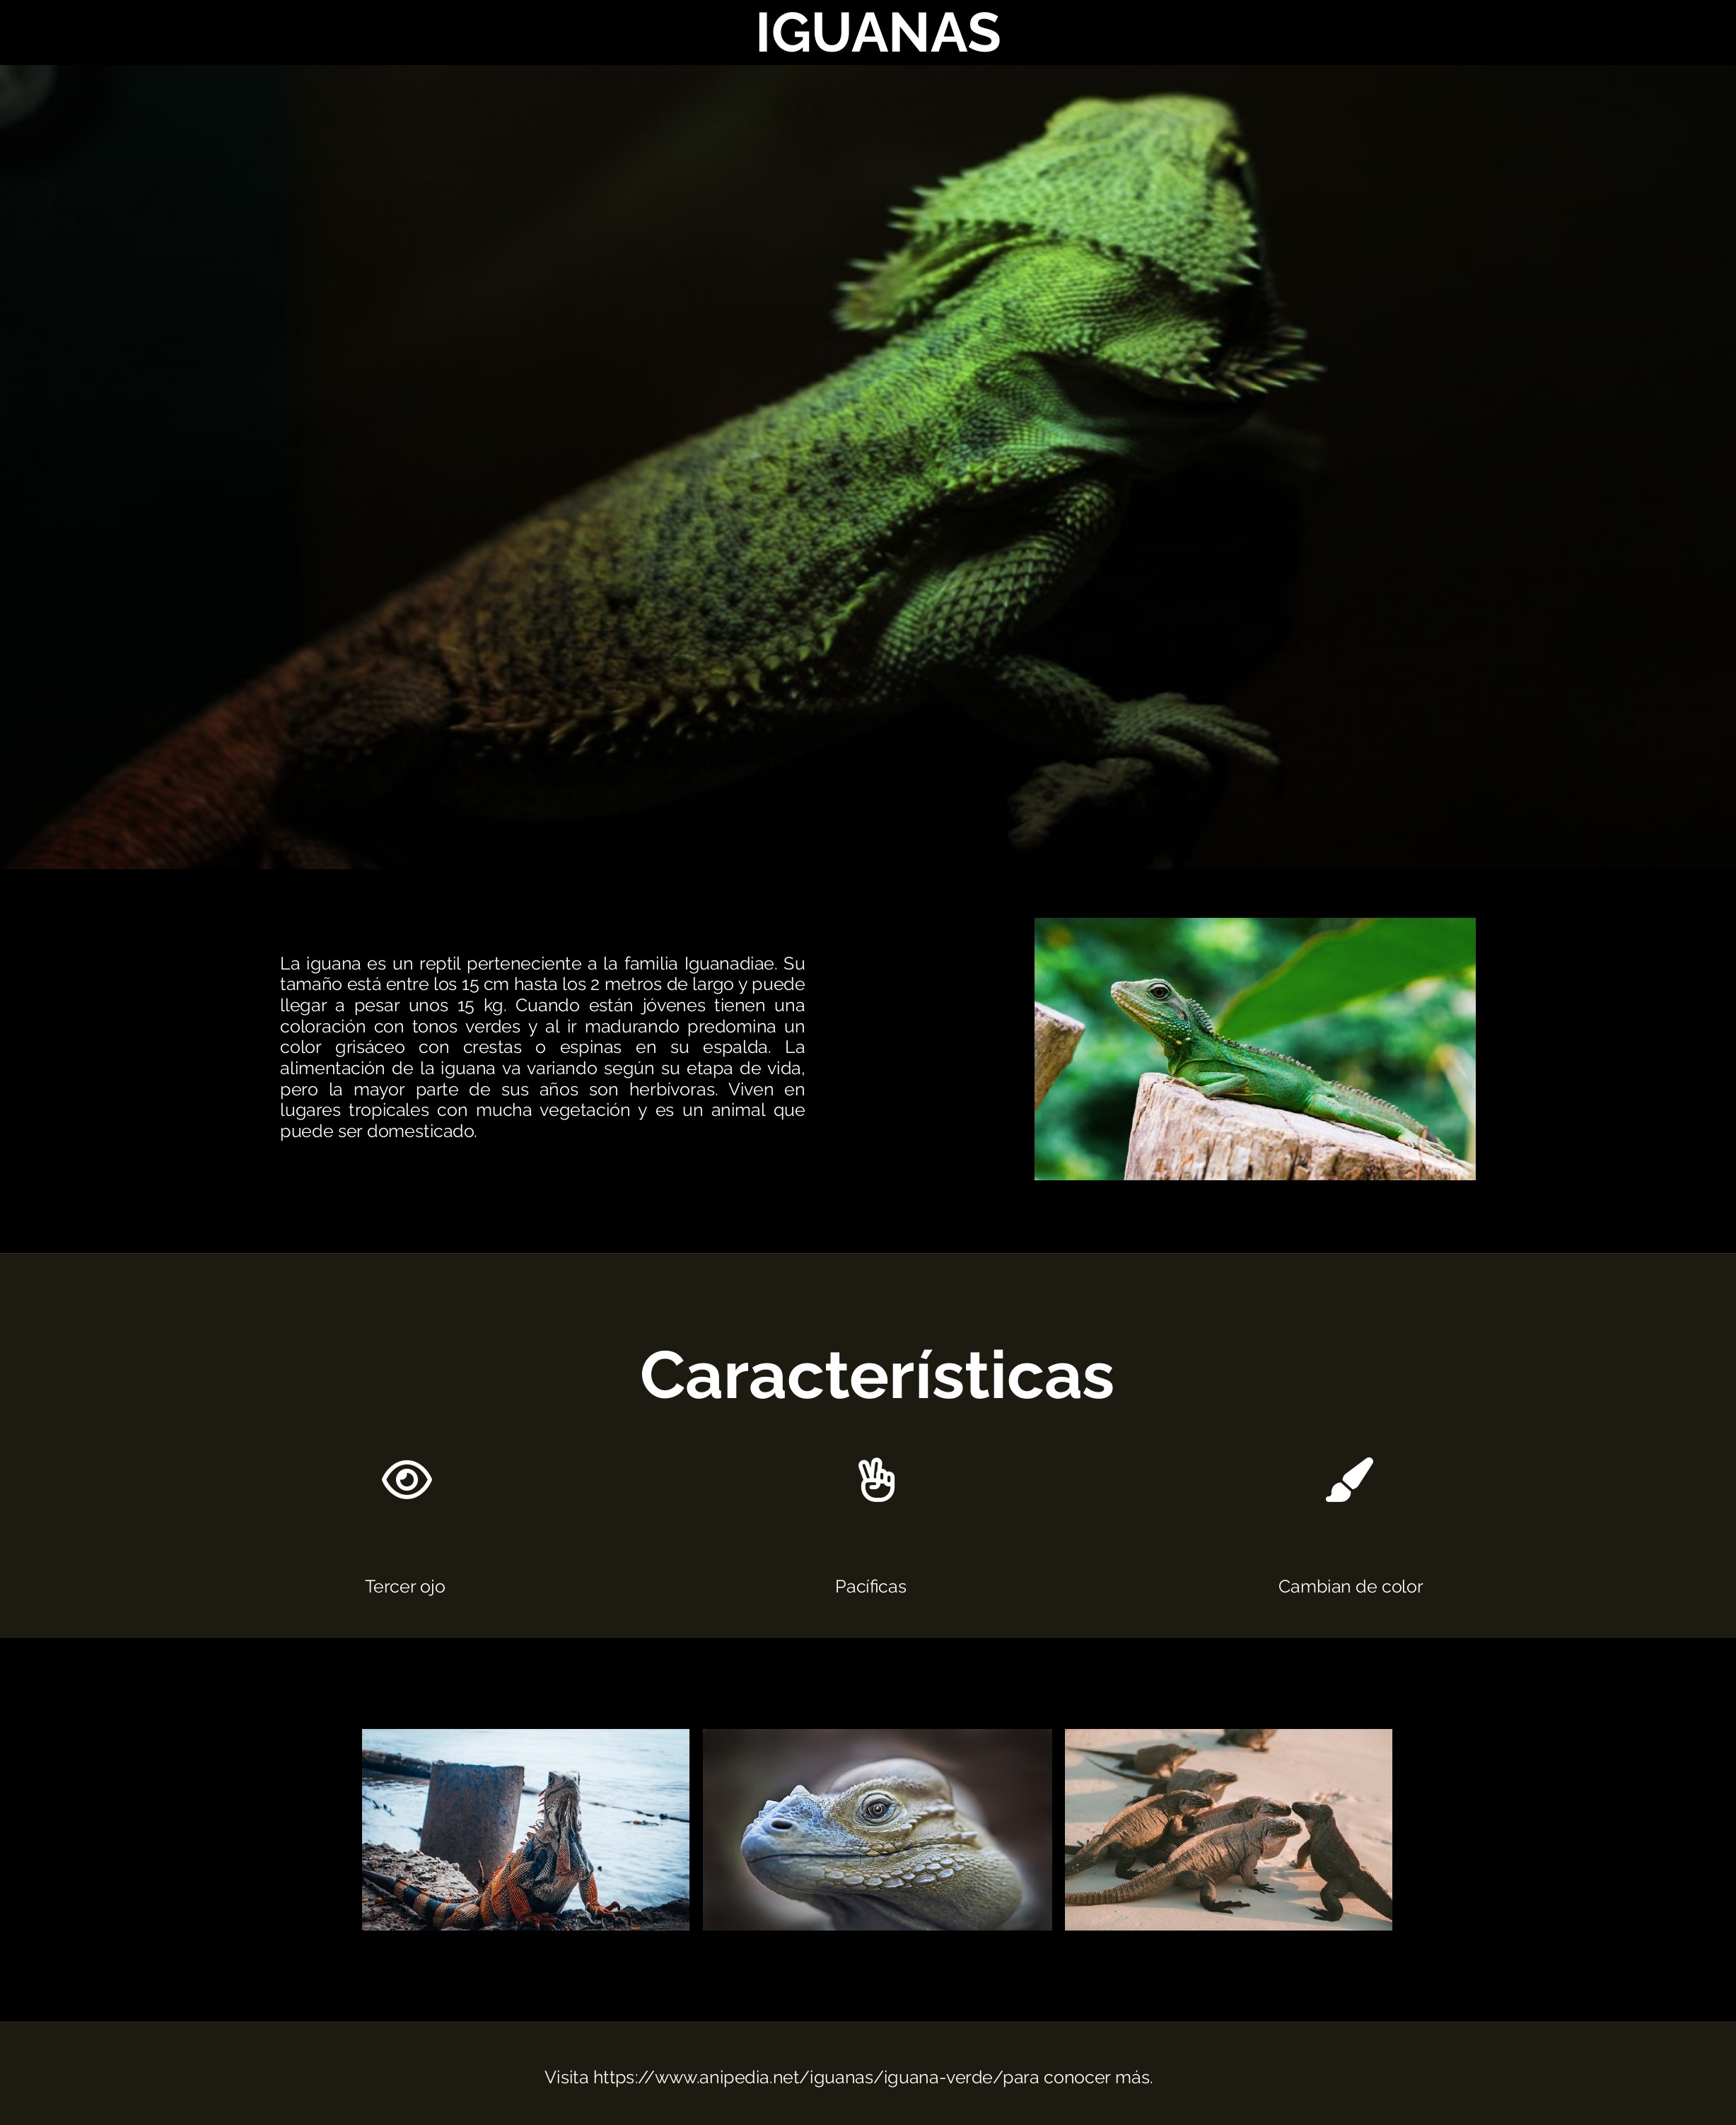 IGUANAS
La iguana es un reptil perteneciente a la familia Iguanadiae. Su
tamaño está entre los 15 cm hasta los 2 metros de largo y puede
llegar a pesar unos 15 kg. Cuando están jóvenes tienen una
coloración con tonos verdes y al ir madurando predomina un
color grisáceo con crestas o espinas en su espalda. La
alimentación de la iguana va variando según su etapa de vida,
pero la mayor parte de sus años son herbívoras. Viven en
lugares tropicales con mucha vegetación y es un animal que
puede ser domesticado.
Características
Tercer ojo
Pacíficas
Cambian de color
Visita https://www.anipedia.net/iguanas/iguana-verde/para conocer más.